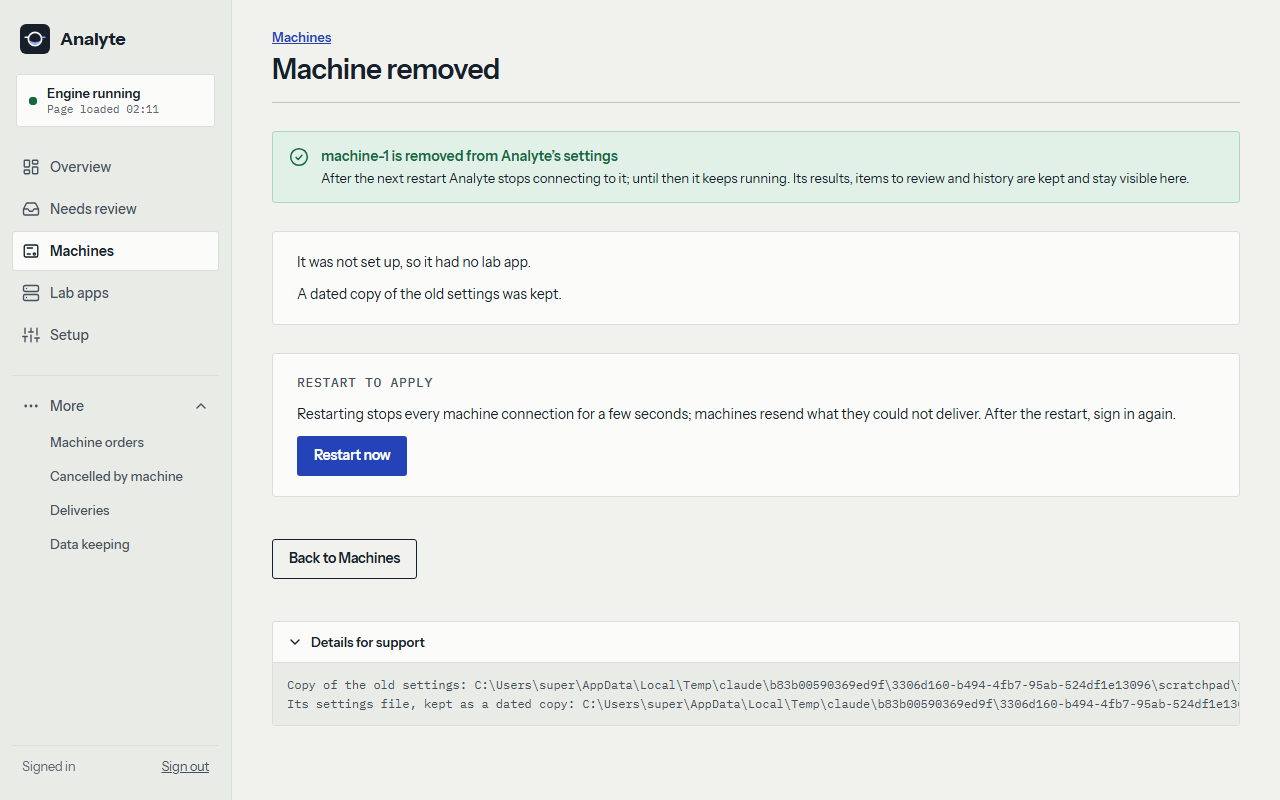 Analyte
Engine running
Page loaded 02:11
Overview
Needs review
Machines
Lab apps
Setup
More
Machine orders
Cancelled by machine
Deliveries
Data keeping
Signed in
Sign out
Machines
Machine removed
machine-1 is removed from Analyte's settings
After the next restart Analyte stops connecting to it; until then it keeps running. Its results, items to review and history are kept and stay visible here.
It was not set up, so it had no lab app.
A dated copy of the old settings was kept.
RESTART TO APPLY
Restarting stops every machine connection for a few seconds; machines resend what they could not deliver. After the restart, sign in again.
Restart now
Back to Machines
Details for support
Copy of the old settings: C:\Users\super\AppData\Local\Temp\claude\b83b00590369ed9f\3306d160-b494-4fb7-95ab-524df1e13096\scratchpad\
Its settings file, kept as a dated copy: C:\Users\super\AppData\Local\Temp\claude\b83b00590369ed9f\3306d160-b494-4fb7-95ab-524df1e13